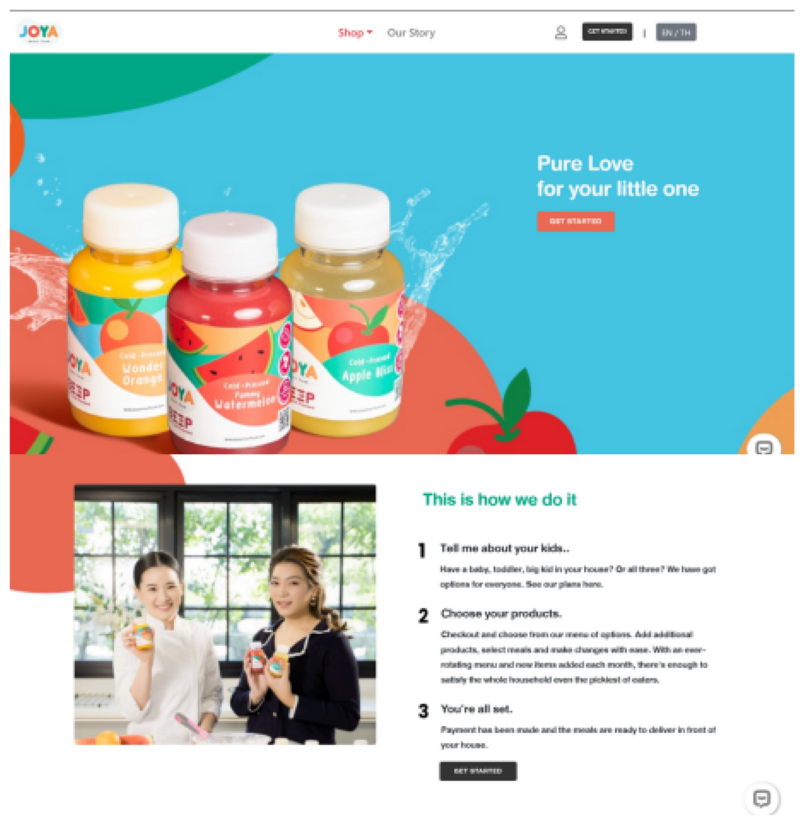 JOYA
Shop
Our Story
GET STARTED
|
EN / TH
Pure Love
for your little one
GET STARTED
Cold-Pressed
Wonder
Orange
Cold-Pressed
Yummy
Watermelon
Cold-Pressed
Apple Bliss
JOYA
This is how we do it
1 Tell me about your kids..
Have a baby, toddler, big kid in your house? Or all three? We have got
options for everyone. See our plans here.
2 Choose your products.
Checkout and choose from our menu of options. Add additional
products, select meals and make changes with ease. With an ever-
rotating menu and new items added each month, there's enough to
satisfy the whole household even the pickiest of eaters.
3 You're all set.
Payment has been made and the meals are ready to deliver in front of
your house.
GET STARTED